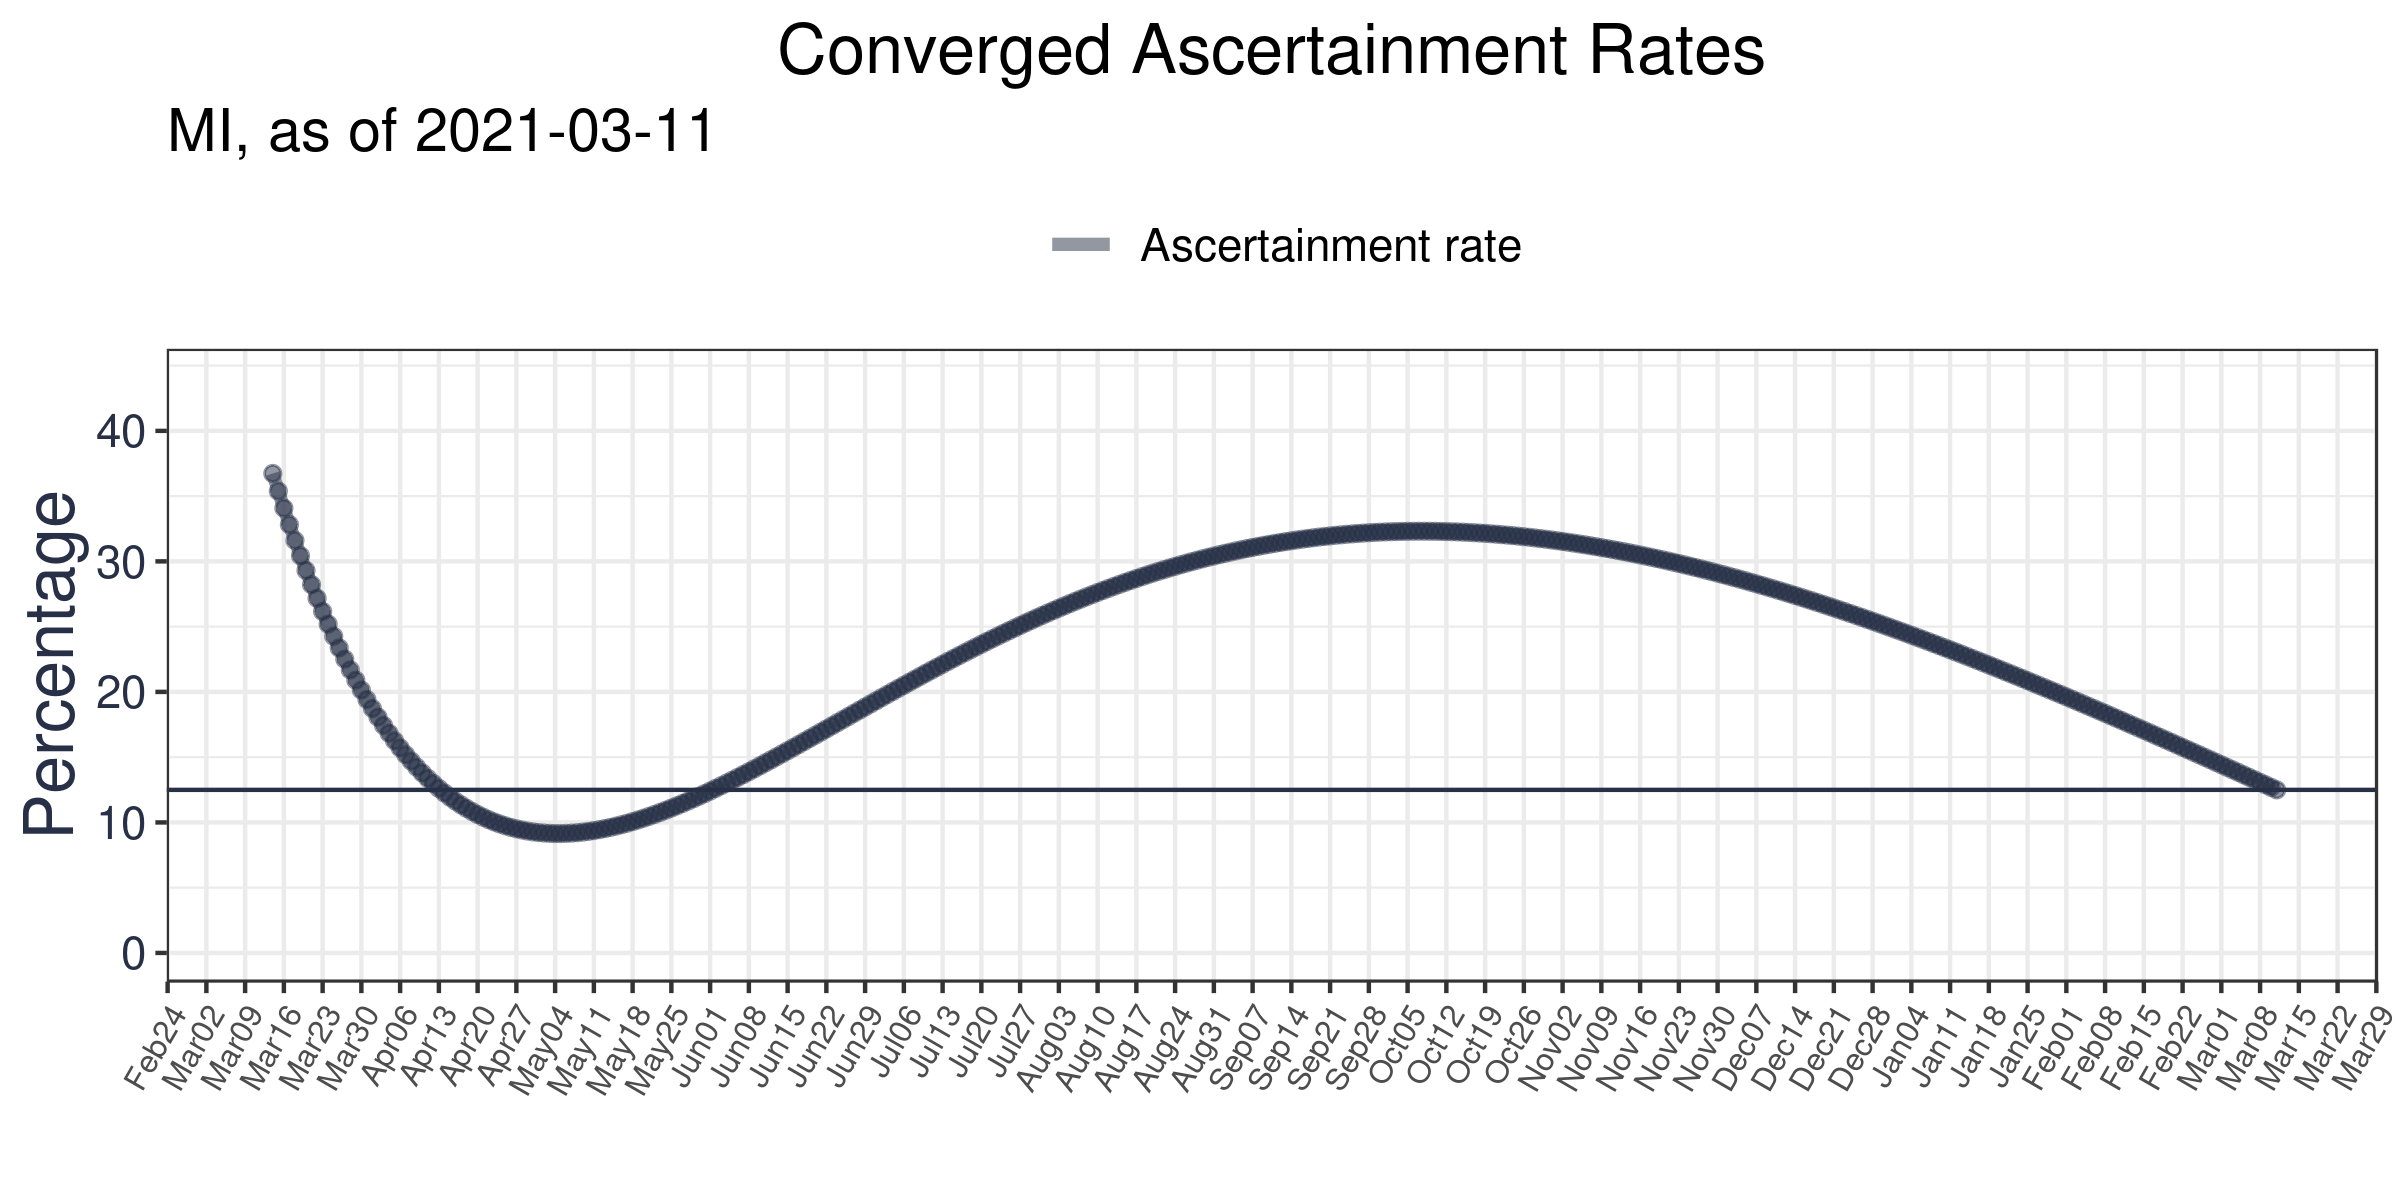 Converged Ascertainment Rates
MI, as of 2021-03-11
Ascertainment rate
Percentage
40
30
20
10
0
Feb24
Mar02
Mar09
Mar16
Mar23
Mar30
Apr06
Apr13
Apr20
Apr27
May04
May11
May18
May25
Jun01
Jun08
Jun15
Jun22
Jun29
Jul06
Jul13
Jul20
Jul27
Aug03
Aug10
Aug17
Aug24
Aug31
Sep07
Sep14
Sep21
Sep28
Oct05
Oct12
Oct19
Oct26
Nov02
Nov09
Nov16
Nov23
Nov30
Dec07
Dec14
Dec21
Dec28
Jan04
Jan11
Jan18
Jan25
Feb01
Feb08
Feb15
Feb22
Mar01
Mar08
Mar15
Mar22
Mar29